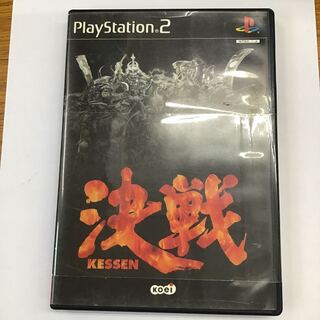 PlayStation 2
決戦
KESSEN
KOEI